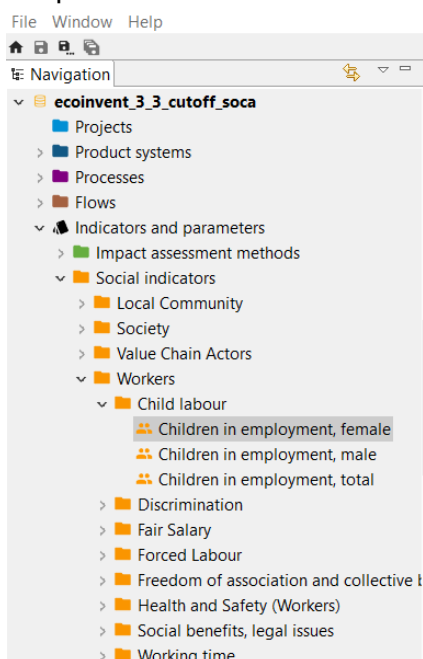 File Window Help
Navigation
ecoinvent_3_3_cutoff_soca
Projects
Product systems
Processes
Flows
Indicators and parameters
Impact assessment methods
Social indicators
Local Community
Society
Value Chain Actors
Workers
Child labour
Children in employment, female
Children in employment, male
Children in employment, total
Discrimination
Fair Salary
Forced Labour
Freedom of association and collective
Health and Safety (Workers)
Social benefits, legal issues
Working time